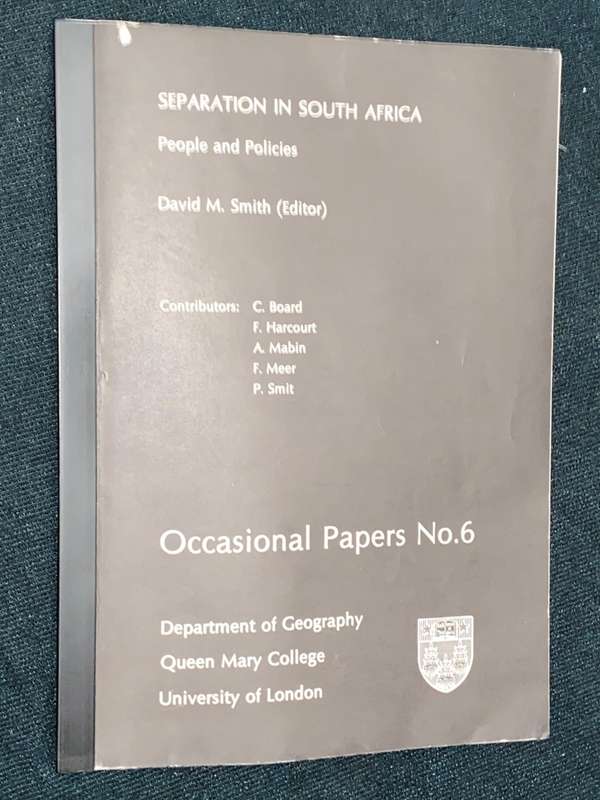 SEPARATION IN SOUTH AFRICA
People and Policies
David M. Smith (Editor)
Contributors: C. Board
F. Harcourt
A. Mabin
F. Meer
P. Smit
Occasional Papers No.6
Department of Geography
Queen Mary College
University of London